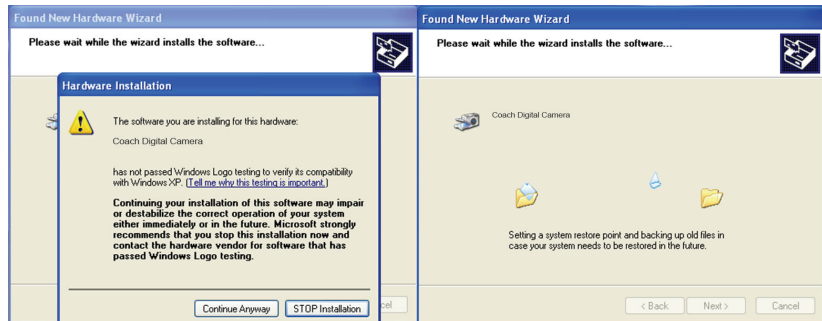 Found New Hardware Wizard
Please wait while the wizard installs the software...
Hardware Installation
The software you are installing for this hardware:
Coach Digital Camera
has not passed Windows Logo testing to verify its compatibility
with Windows XP. (Tell me why this testing is important.)
Continuing your installation of this software may impair
or destabilize the correct operation of your system
either immediately or in the future. Microsoft strongly
recommends that you stop this installation now and
contact the hardware vendor for software that has
passed Windows Logo testing.
Continue Anyway
STOP Installation
cel
Found New Hardware Wizard
Please wait while the wizard installs the software...
Coach Digital Camera
Setting a system restore point and backing up old files in
case your system needs to be restored in the future.
< Back
Next >
Cancel